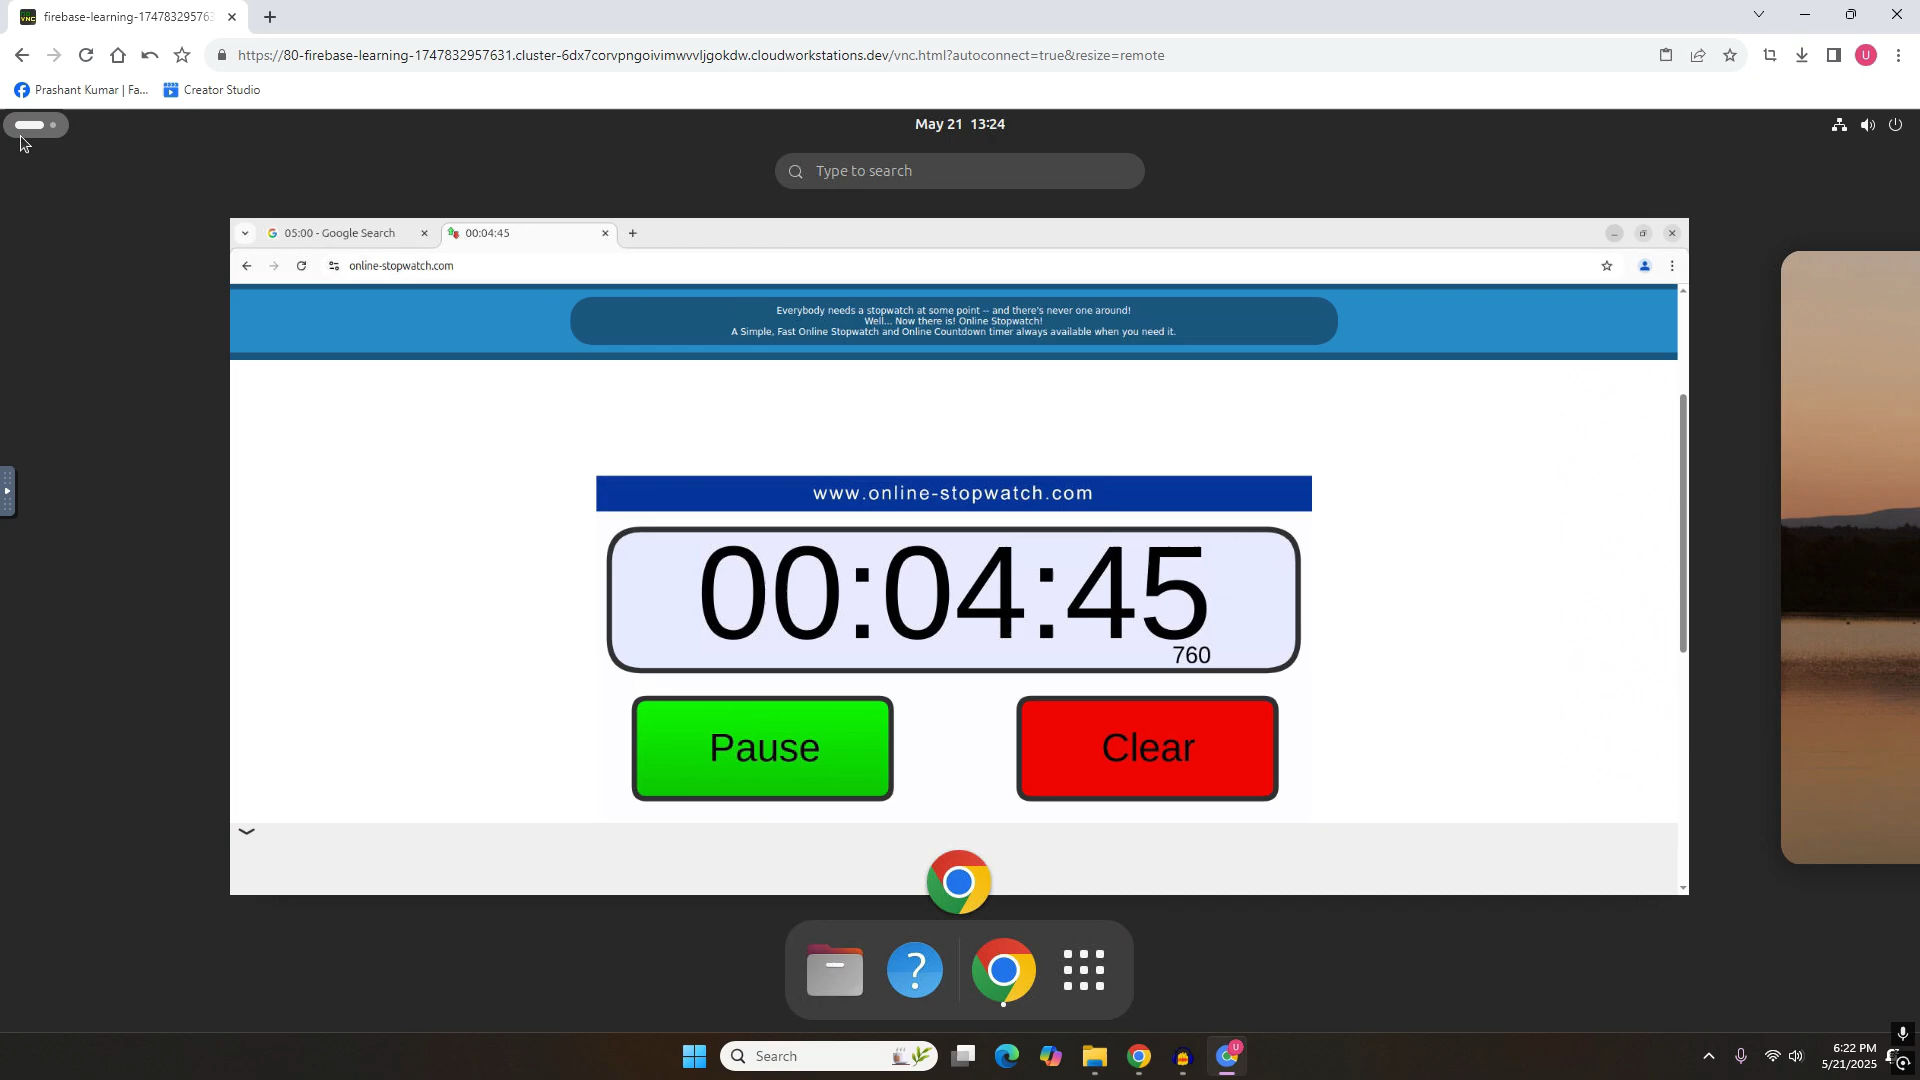 firebase-learning-17478329576
https://80-firebase-learning-1747832957631.cluster-6dx7corvpngoivimwvvljgokdw.cloudworkstations.dev/vnc.html?autoconnect=true&resize=remote
U
Prashant Kumar | Fa...
Creator Studio
May 21 13:24
Type to search
05:00 - Google Search
00:04:45
online-stopwatch.com
Everybody needs a stopwatch at some point -- and there's never one around!
Well... Now there is! Online Stopwatch!
A Simple, Fast Online Stopwatch and Online Countdown timer always available when you need it.
www.online-stopwatch.com
00:04:45
760
Pause
Clear
Search
U
6:22 PM
5/21/2025